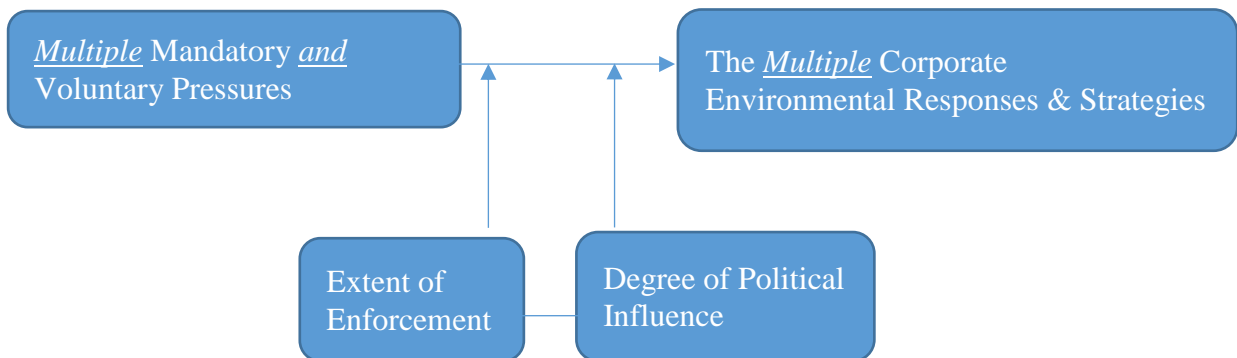 Multiple Mandatory and
Voluntary Pressures
The Multiple Corporate
Environmental Responses & Strategies
Extent of
Enforcement
Degree of Political
Influence